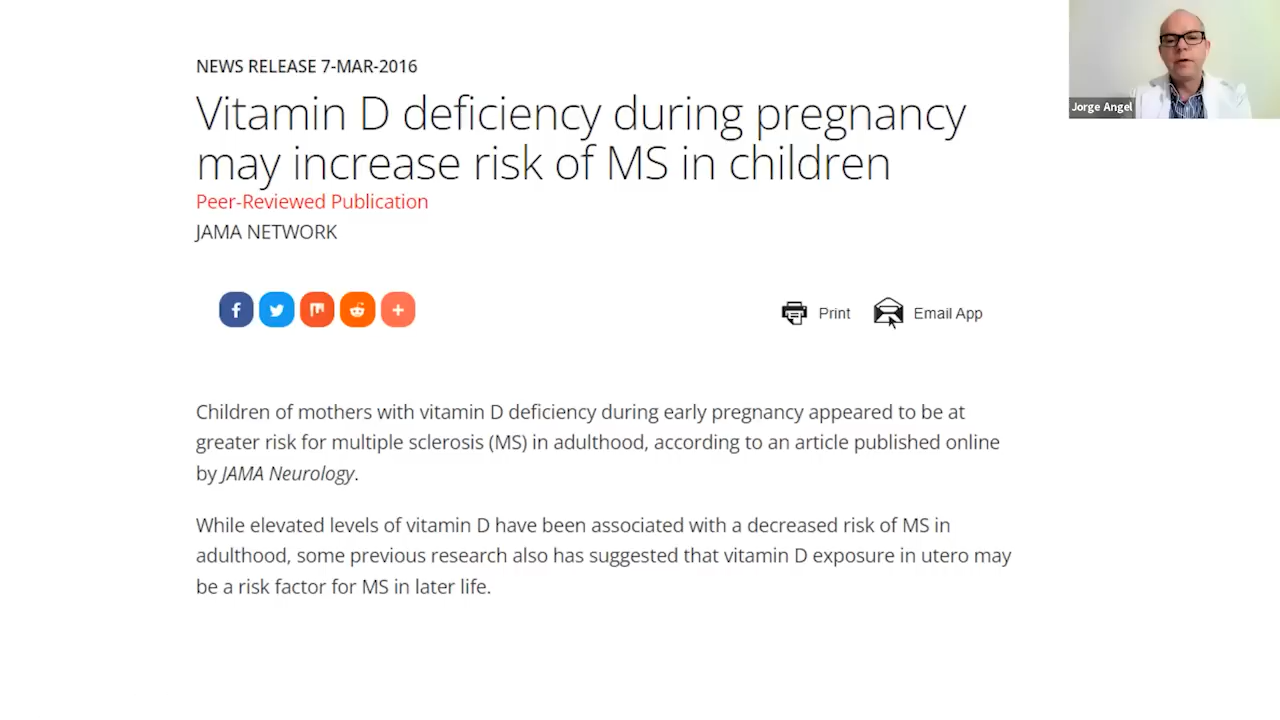 NEWS RELEASE 7-MAR-2016
Vitamin D deficiency during pregnancy
may increase risk of MS in children
Peer-Reviewed Publication
JAMA NETWORK
Print
Email App
Children of mothers with vitamin D deficiency during early pregnancy appeared to be at
greater risk for multiple sclerosis (MS) in adulthood, according to an article published online
by JAMA Neurology.
While elevated levels of vitamin D have been associated with a decreased risk of MS in
adulthood, some previous research also has suggested that vitamin D exposure in utero may
be a risk factor for MS in later life.
Jorge Angel